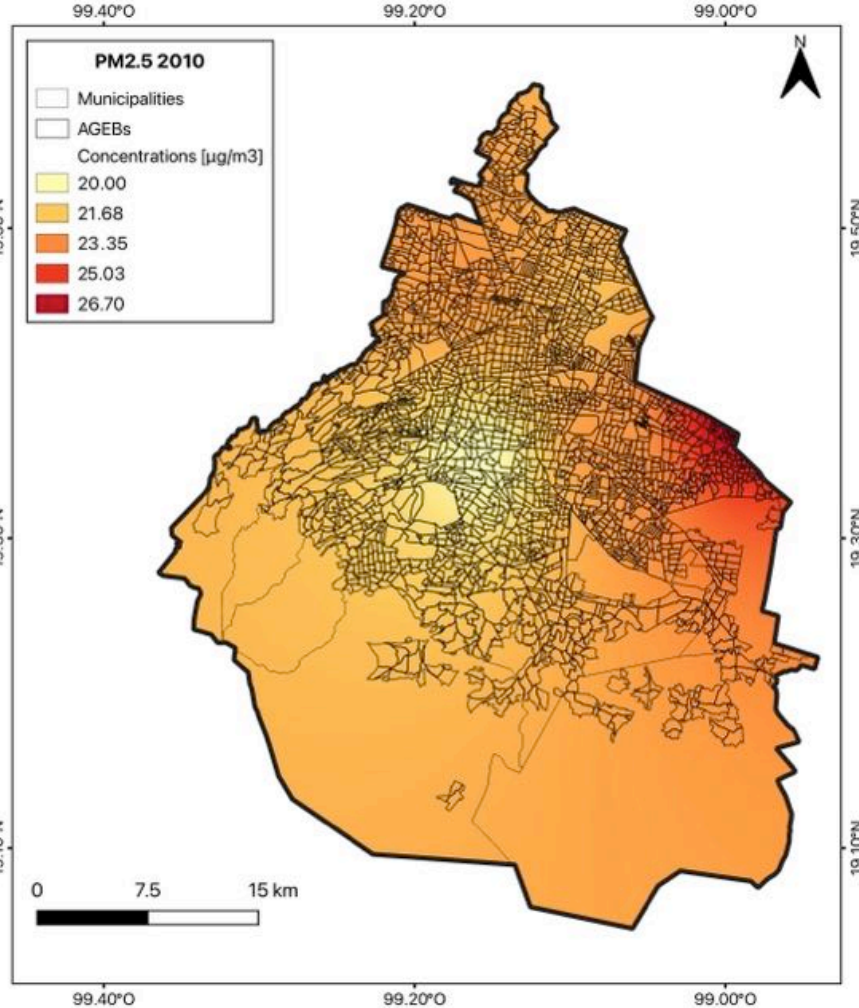 99.40°O 99.20°O 99.00°O
N
PM2.5 2010
Municipalities
AGEBs
Concentrations [µg/m3]
20.00
21.68
23.35
25.03
26.70
19.50°N
19.30°N
19.10°N
0 7.5 15 km
99.40°O 99.20°O 99.00°O